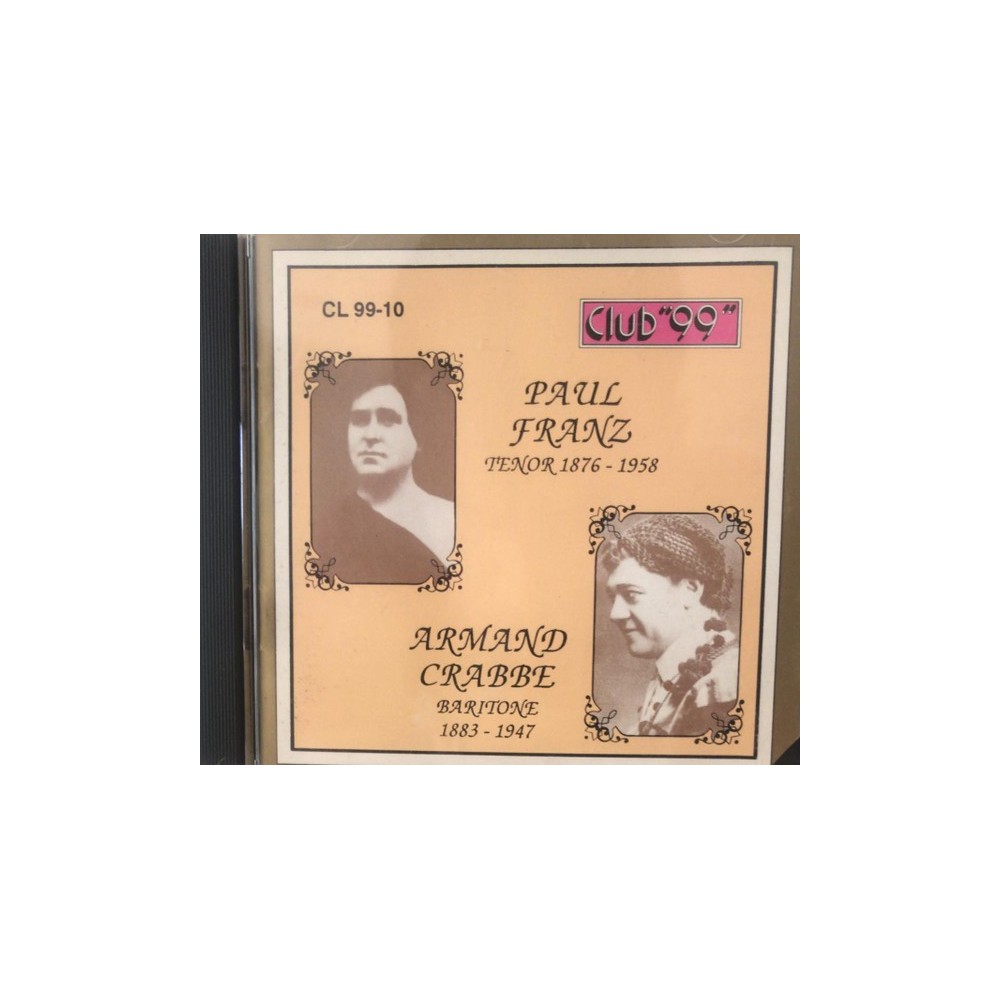 CL 99-10
Club "99"
PAUL
FRANZ
TENOR 1876 - 1958
ARMAND
CRABBE
BARITONE
1883 - 1947